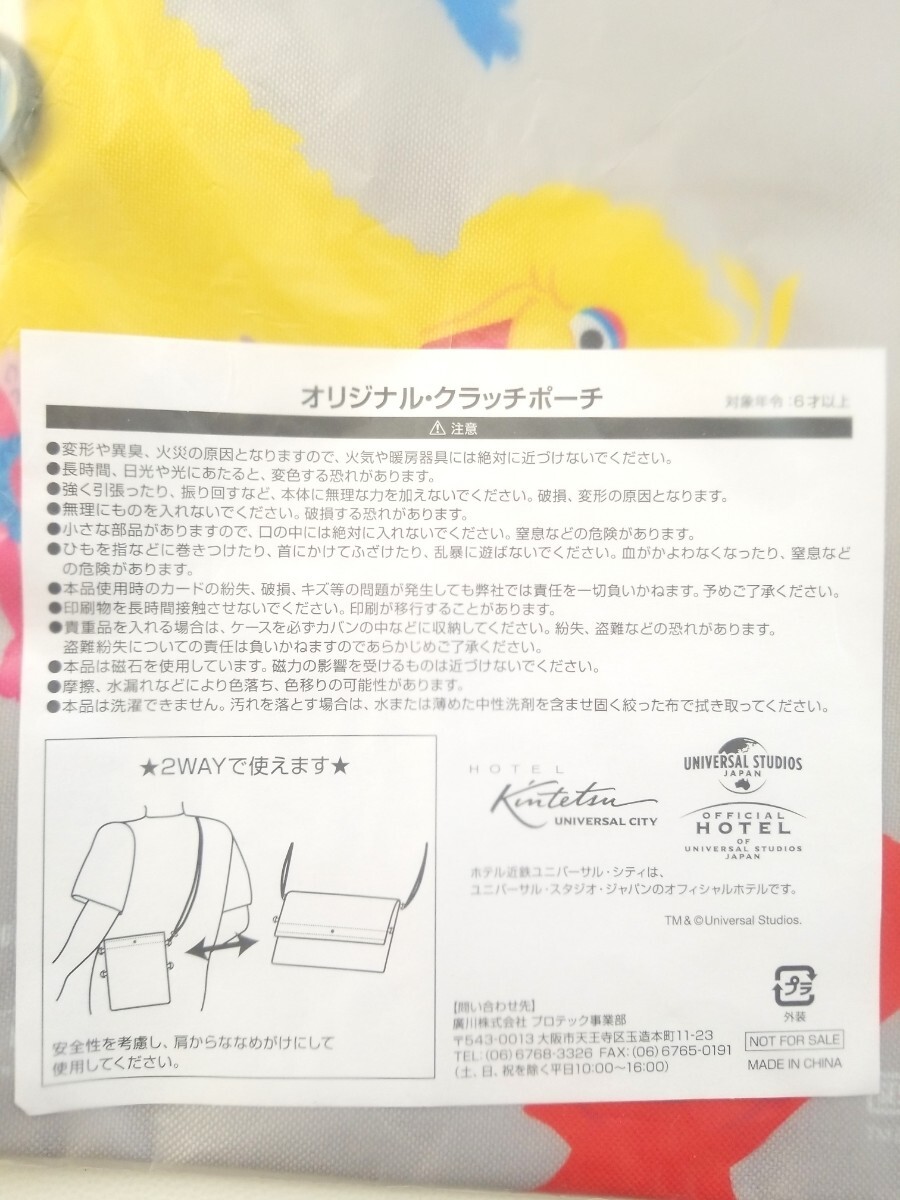 オリジナル・クラッチポーチ
対象年令:6才以上
⚠ 注意
●変形や異臭、火災の原因となりますので、火気や暖房器具には絶対に近づけないでください。
●長時間、日光や光にあたると、変色する恐れがあります。
●強く引張ったり、振り回すなど、本体に無理な力を加えないでください。破損、変形の原因となります。
●無理にものを入れないでください。破損する恐れがあります。
●小さな部品がありますので、口の中には絶対に入れないでください。窒息などの危険があります。
●ひもを指などに巻きつけたり、首にかけてふざけたり、乱暴に遊ばないでください。血がかよわなくなったり、窒息など
の危険があります。
●本品使用時のカードの紛失、破損、キズ等の問題が発生しても弊社では責任を一切負いかねます。予めご了承ください。
●印刷物を長時間接触させないでください。印刷が移行することがあります。
●貴重品を入れる場合は、ケースを必ずカバンの中などに収納してください。紛失、盗難などの恐れがあります。
盗難紛失についての責任は負いかねますのであらかじめご了承ください。
●本品は磁石を使用しています。磁力の影響を受けるものは近づけないでください。
●摩擦、水漏れなどにより色落ち、色移りの可能性があります。
●本品は洗濯できません。汚れを落とす場合は、水または薄めた中性洗剤を含ませ固く絞った布で拭き取ってください。
★2WAYで使えます★
安全性を考慮し、肩からななめがけにして
使用してください。
HOTEL
Kintetsu
UNIVERSAL CITY
UNIVERSAL STUDIOS
JAPAN
OFFICIAL
HOTEL
OF
UNIVERSAL STUDIOS
JAPAN
ホテル近鉄ユニバーサル・シティは、
ユニバーサル・スタジオ・ジャパンのオフィシャルホテルです。
TM&©Universal Studios.
【問い合わせ先】
廣川株式会社 プロテック事業部
〒543-0013 大阪市天王寺区玉造本町11-23
TEL:(06)6768-3326 FAX:(06)6765-0191
(土、日、祝を除く平日10:00〜16:00)
プラ
外装
NOT FOR SALE
MADE IN CHINA